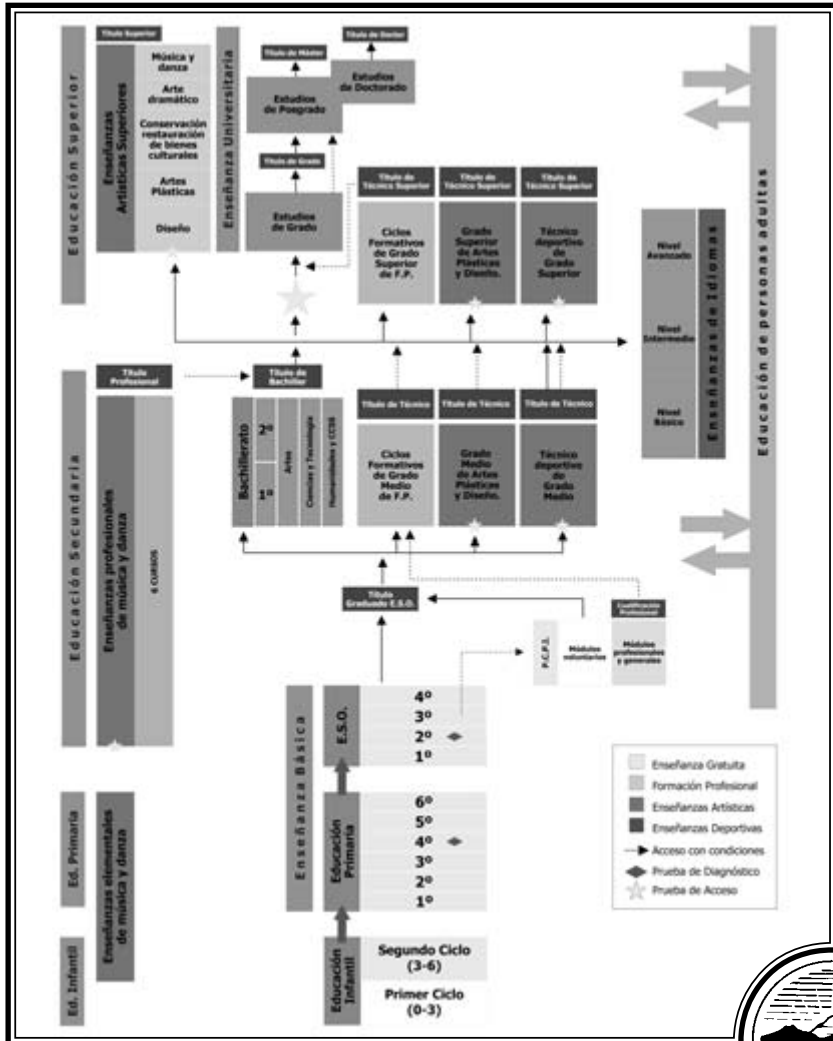 Educación Superior
Título Superior
Enseñanzas
Artísticas Superiores
Música y
danza
Arte
dramático
Conservación
restauración
de bienes
culturales
Artes
Plásticas
Diseño
Enseñanza Universitaria
Título de Máster
Título de Doctor
Estudios
de Posgrado
Estudios
de Doctorado
Título de Grado
Estudios
de Grado
Título de
Técnico Superior
Título de
Técnico Superior
Título de
Técnico Superior
Ciclos
Formativos
de Grado
Superior
de F.P.
Grado
Superior
de Artes
Plásticas
y Diseño.
Técnico
deportivo
de Grado
Superior
Nivel
Avanzado
Nivel
Intermedio
Nivel
Básico
Enseñanzas de Idiomas
Educación de personas adultas
Educación Secundaria
Título
Profesional
Enseñanzas profesionales
de música y danza
6 CURSOS
Título de
Bachiller
Bachillerato
2º
1º
Artes
Ciencias y Tecnología
Humanidades y CCSS
Título de Técnico
Título de Técnico
Título de Técnico
Ciclos
Formativos
de Grado
Medio
de F.P.
Grado
Medio
de Artes
Plásticas
y Diseño.
Técnico
deportivo
de Grado
Medio
Título
Graduado E.S.O.
P.C.P.I.
Módulos
voluntarios
Cualificación
Profesional
Módulos
profesionales
y generales
Enseñanza Básica
E.S.O.
4º
3º
2º
1º
Educación
Primaria
6º
5º
4º
3º
2º
1º
Ed. Primaria
Enseñanzas elementales
de música y danza
Ed. Infantil
Educación
Infantil
Segundo Ciclo
(3-6)
Primer Ciclo
(0-3)
Enseñanza Gratuita
Formación Profesional
Enseñanzas Artísticas
Enseñanzas Deportivas
Acceso con condiciones
Prueba de Diagnóstico
Prueba de Acceso